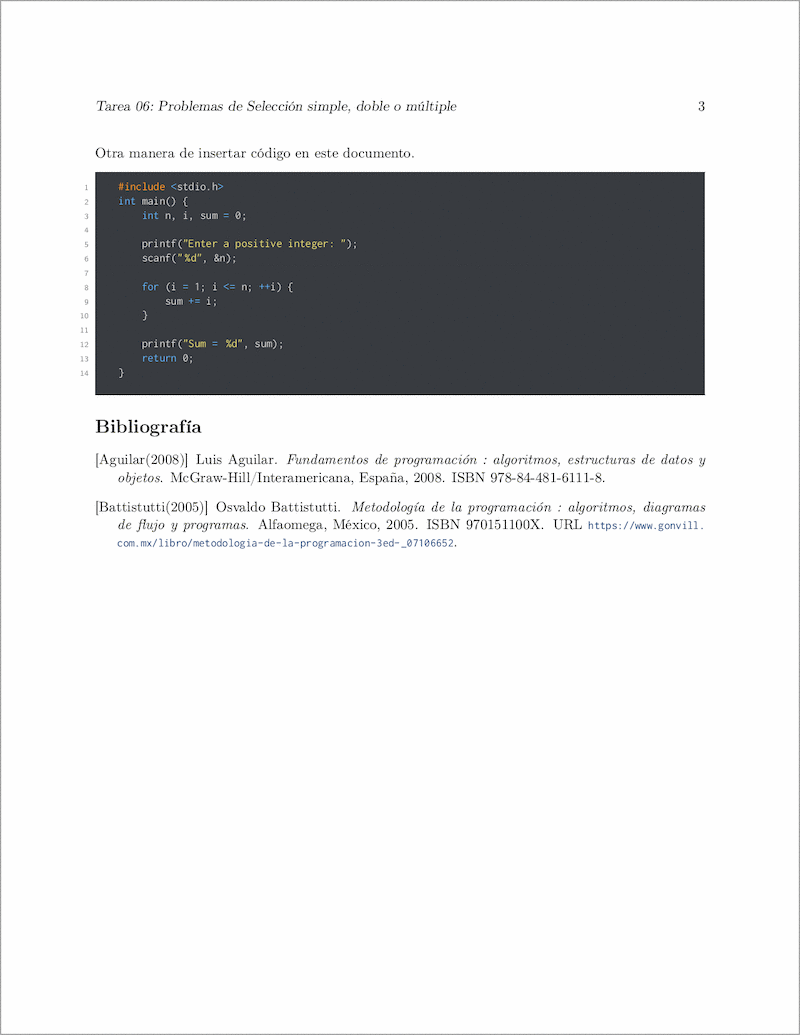 Tarea 06: Problemas de Selección simple, doble o múltiple 3
Otra manera de insertar código en este documento.
1 #include <stdio.h>
2 int main() {
3 int n, i, sum = 0;
4
5 printf("Enter a positive integer: ");
6 scanf("%d", &n);
7
8 for (i = 1; i <= n; ++i) {
9 sum += i;
10 }
11
12 printf("Sum = %d", sum);
13 return 0;
14 }
Bibliografía
[Aguilar(2008)] Luis Aguilar. Fundamentos de programación : algoritmos, estructuras de datos y
objetos. McGraw-Hill/Interamericana, España, 2008. ISBN 978-84-481-6111-8.
[Battistutti(2005)] Osvaldo Battistutti. Metodología de la programación : algoritmos, diagramas
de flujo y programas. Alfaomega, México, 2005. ISBN 970151100X. URL https://www.gonvill.
com.mx/libro/metodologia-de-la-programacion-3ed-_07106652.